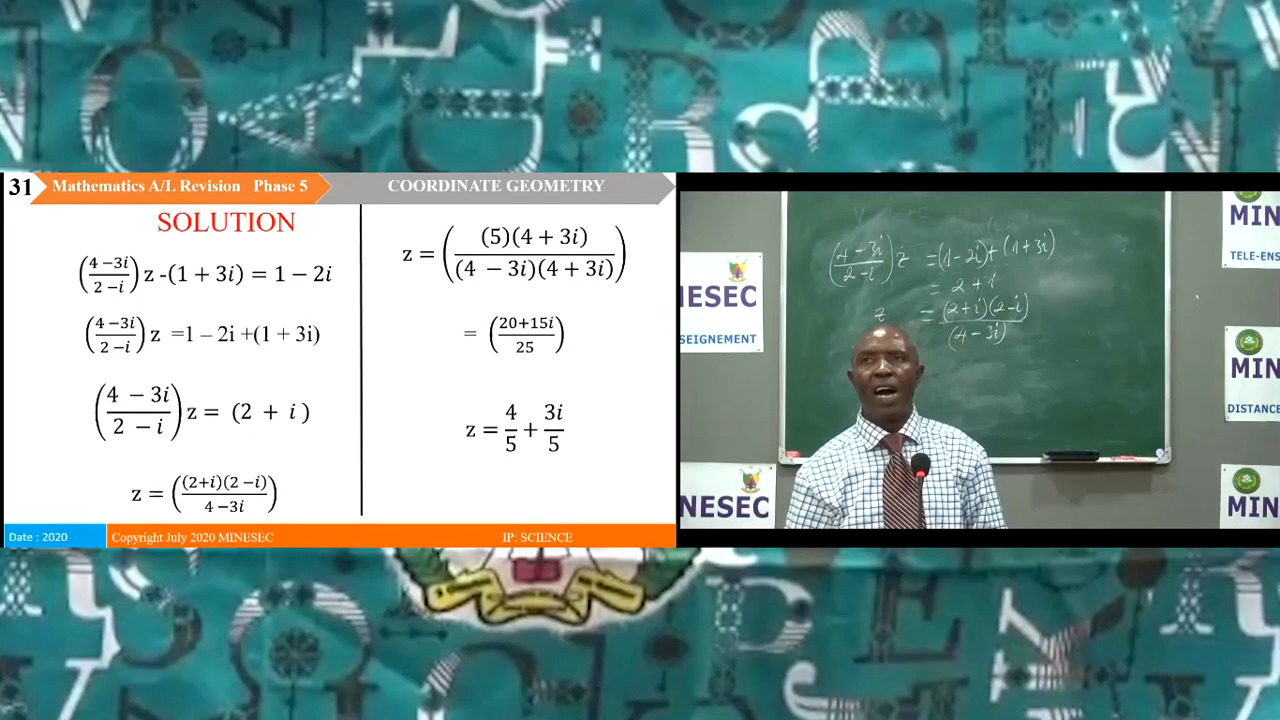 31 Mathematics A/L Revision Phase 5 COORDINATE GEOMETRY
SOLUTION
(4−3i / 2−i) z -(1 + 3i) = 1 − 2i
(4−3i / 2−i) z =1 – 2i +(1 + 3i)
(4 − 3i / 2 − i) z = (2 + i )
z = ((2+i)(2−i) / 4−3i)
z = ((5)(4 + 3i) / (4 − 3i)(4 + 3i))
= (20+15i / 25)
z = 4/5 + 3i/5
Date : 2020 Copyright July 2020 MINESEC IP: SCIENCE
(4−3i / 2−i) z = (1−2i)+(1+3i)
= 2+i
z = (2+i)(2−i) / (4−3i)
NESEC
SEIGNEMENT
NESEC
MIN
TELE-ENS
MIN
DISTANCE
MIN